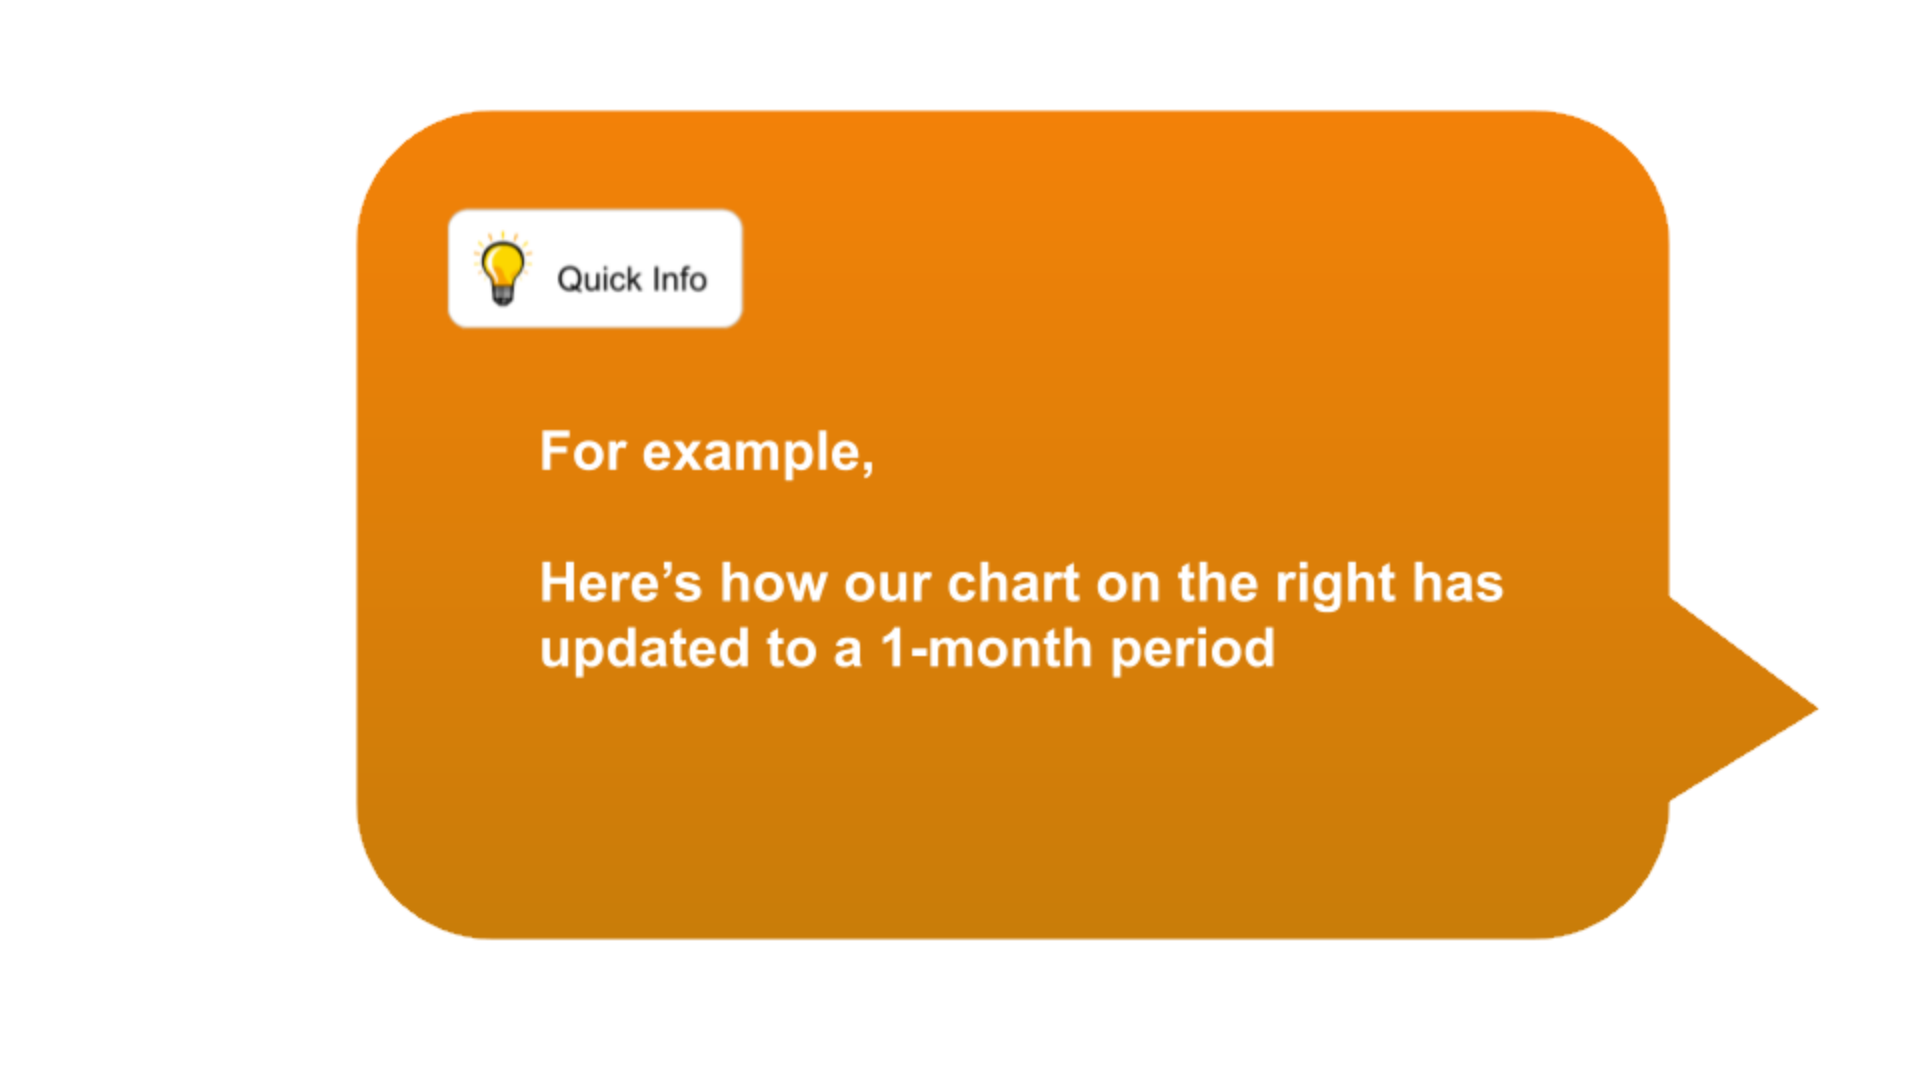 Quick Info
For example,
Here’s how our chart on the right has
updated to a 1-month period